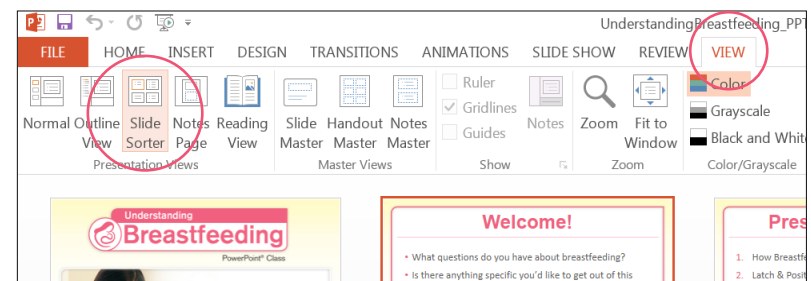 UnderstandingBreastfeeding_PPT
FILE HOME INSERT DESIGN TRANSITIONS ANIMATIONS SLIDE SHOW REVIEW VIEW
Normal Outline View Slide Sorter Notes Page Reading View Slide Master Handout Master Notes Master Ruler Gridlines Guides Notes Zoom Fit to Window Color Grayscale Black and White
Presentation Views Master Views Show Zoom Color/Grayscale
Understanding
Breastfeeding
PowerPoint® Class
Welcome!
• What questions do you have about breastfeeding?
• Is there anything specific you'd like to get out of this
Pres
1. How Breastfe
2. Latch & Posit